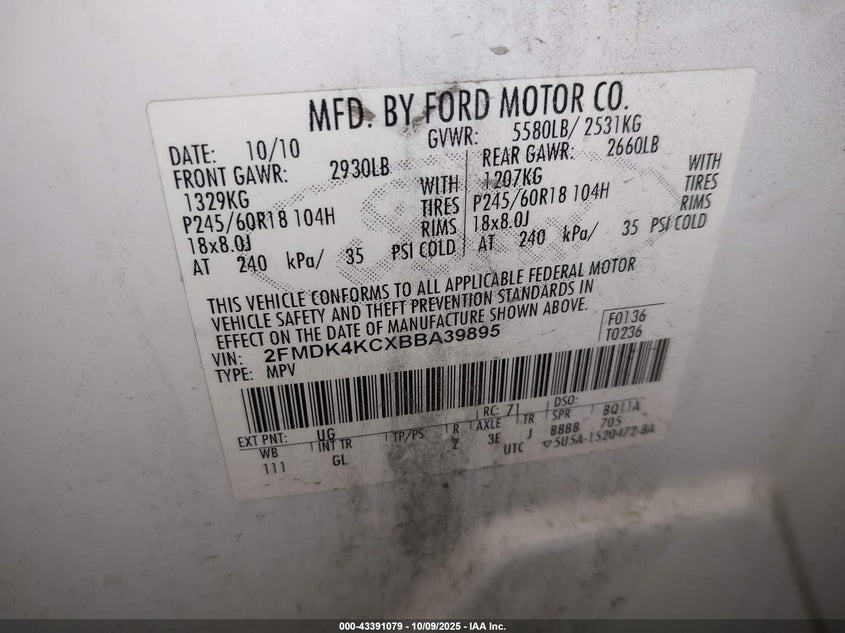 MFD. BY FORD MOTOR CO.
DATE: 10/10 GVWR: 5580LB/ 2531KG
FRONT GAWR: 2930LB REAR GAWR: 2660LB
1329KG WITH 1207KG WITH
P245/60R18 104H TIRES P245/60R18 104H TIRES
18x8.0J RIMS 18x8.0J RIMS
AT 240 kPa/ 35 PSI COLD AT 240 kPa/ 35 PSI COLD
THIS VEHICLE CONFORMS TO ALL APPLICABLE FEDERAL MOTOR
VEHICLE SAFETY AND THEFT PREVENTION STANDARDS IN
EFFECT ON THE DATE OF MANUFACTURE SHOWN ABOVE.
VIN: 2FMDK4KCXBBA39895 F0136
TYPE: MPV T0236
EXT PNT: UG RC: 71 DSO:
WB INT TR TP/PS R AXLE TR SPR BQ11A
111 GL Z 3E J BBBB 705
UTC ▽5U5A-1520472-BA
000-43391079 - 10/09/2025 - IAA Inc.